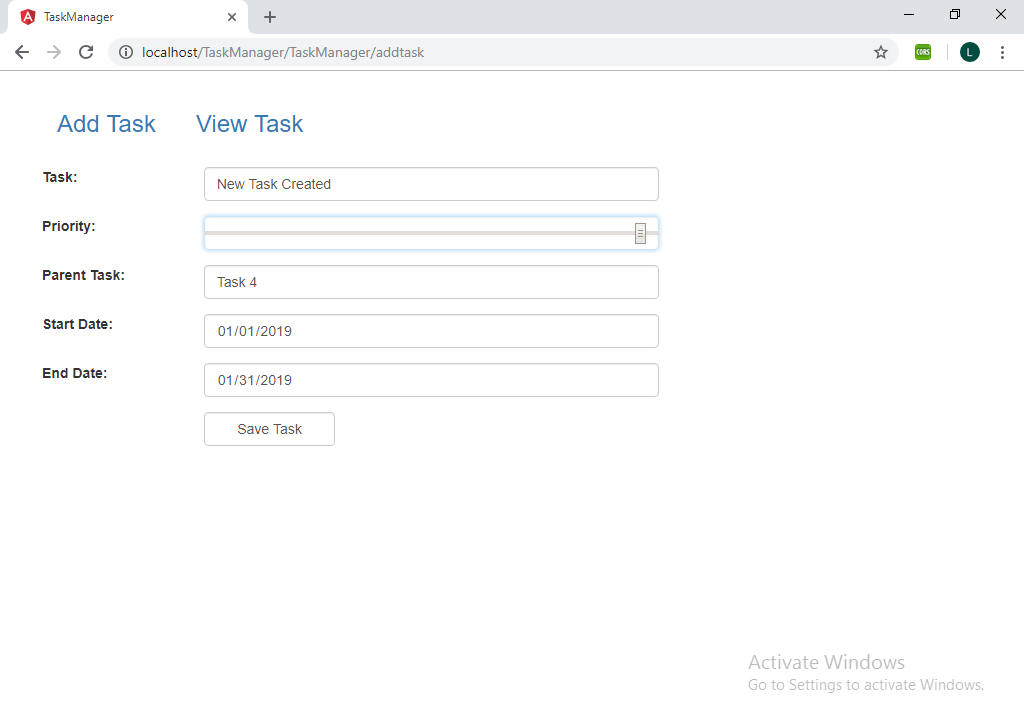 TaskManager
localhost/TaskManager/TaskManager/addtask
CORS
L
Add Task View Task
Task: New Task Created
Priority:
Parent Task: Task 4
Start Date: 01/01/2019
End Date: 01/31/2019
Save Task
Activate Windows
Go to Settings to activate Windows.